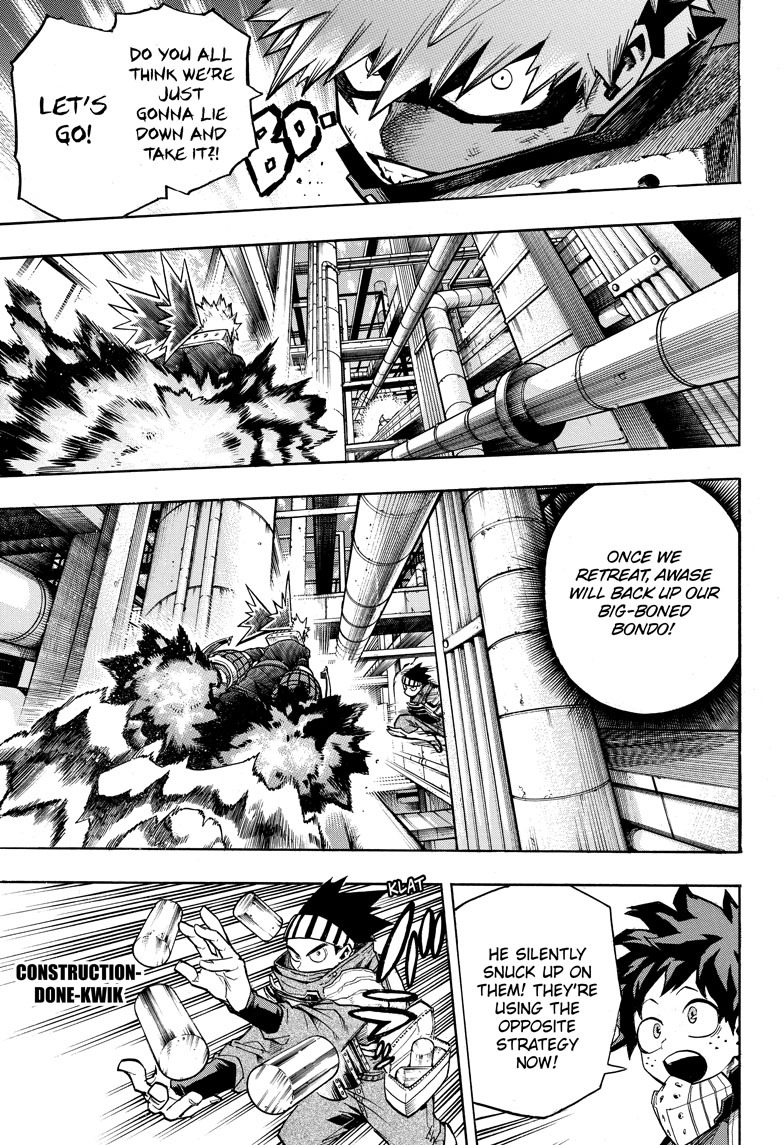 DO YOU ALL
THINK WE'RE
JUST
GONNA LIE
DOWN AND
TAKE IT?!
LET'S
GO!
BO-
ONCE WE
RETREAT, AWASE
WILL BACK UP OUR
BIG-BONED
BONDO!
HE SILENTLY
SNUCK UP ON
THEM! THEY'RE
USING THE
OPPOSITE
STRATEGY
NOW!
KLAT
CONSTRUCTION-
DONE-KWIK